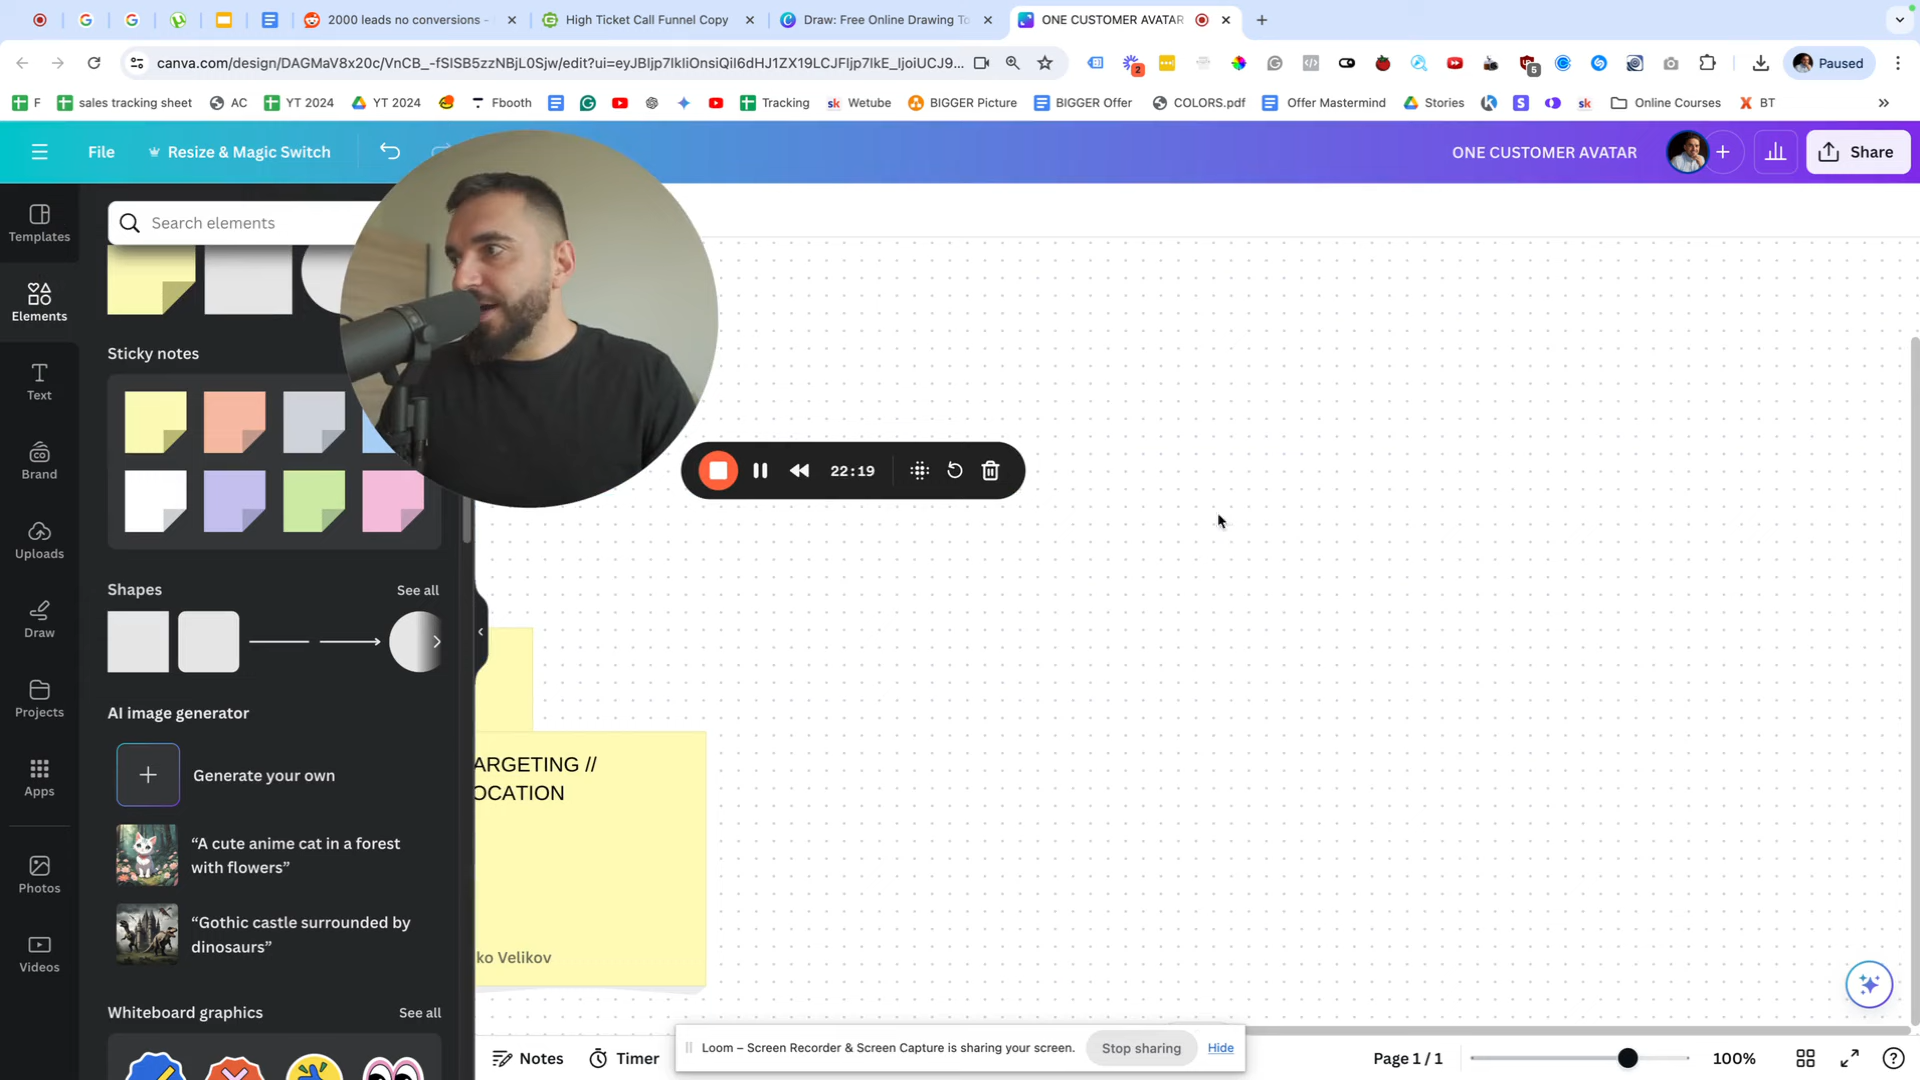 2000 leads no conversions -
High Ticket Call Funnel Copy
Draw: Free Online Drawing To
ONE CUSTOMER AVATAR
canva.com/design/DAGMaV8x20c/VnCB_-fSISB5zzNBjL0Sjw/edit?ui=eyJBIjp7IkIiOnsiQiI6dHJ1ZX19LCJFIjp7IkE_IjoiUCJ9...
2
5
Paused
F
sales tracking sheet
AC
YT 2024
YT 2024
Fbooth
Tracking
sk Wetube
BIGGER Picture
BIGGER Offer
COLORS.pdf
Offer Mastermind
Stories
sk
Online Courses
BT
File
Resize & Magic Switch
ONE CUSTOMER AVATAR
Share
Templates
Elements
Text
Brand
Uploads
Draw
Projects
Apps
Photos
Videos
Search elements
Sticky notes
Shapes
See all
AI image generator
Generate your own
“A cute anime cat in a forest
with flowers”
“Gothic castle surrounded by
dinosaurs”
Whiteboard graphics
See all
22:19
ARGETING //
OCATION
ko Velikov
Notes
Timer
Loom – Screen Recorder & Screen Capture is sharing your screen.
Stop sharing
Hide
Page 1 / 1
100%